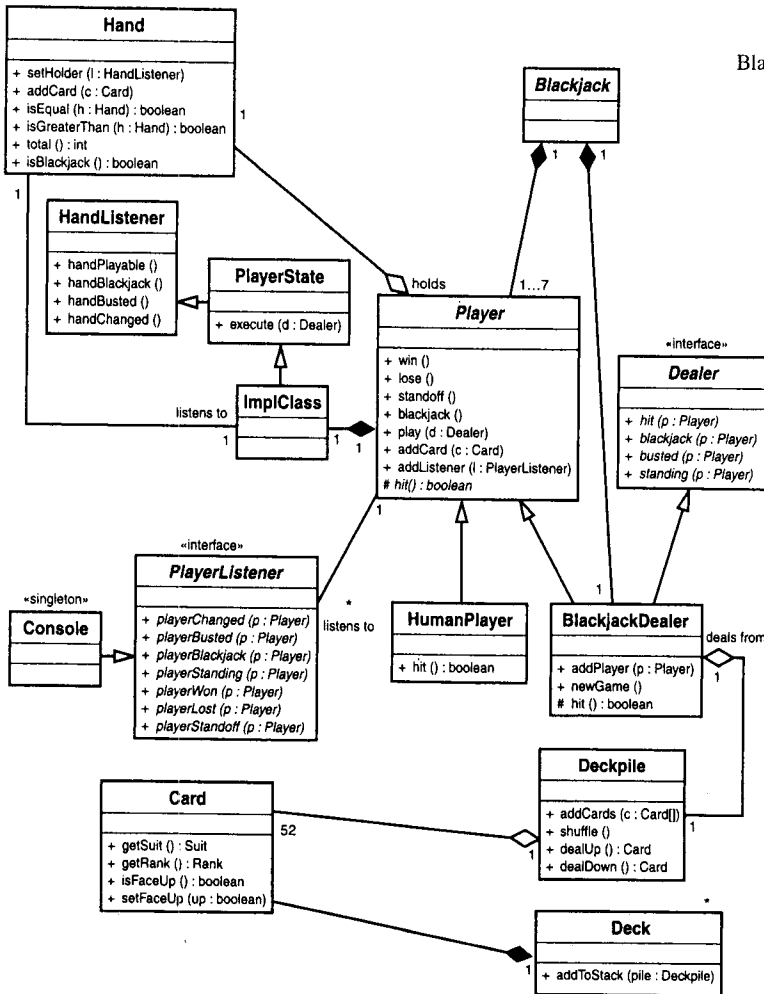 Hand
+ setHolder (l : HandListener)
+ addCard (c : Card)
+ isEqual (h : Hand) : boolean
+ isGreaterThan (h : Hand) : boolean
+ total () : int
+ isBlackjack () : boolean
1
1
Bla
Blackjack
1
1
HandListener
+ handPlayable ()
+ handBlackjack ()
+ handBusted ()
+ handChanged ()
PlayerState
+ execute (d : Dealer)
holds
1...7
Player
+ win ()
+ lose ()
+ standoff ()
+ blackjack ()
+ play (d : Dealer)
+ addCard (c : Card)
+ addListener (l : PlayerListener)
# hit() : boolean
«interface»
Dealer
+ hit (p : Player)
+ blackjack (p : Player)
+ busted (p : Player)
+ standing (p : Player)
ImplClass
listens to
1
1
1
1
«interface»
PlayerListener
+ playerChanged (p : Player)
+ playerBusted (p : Player)
+ playerBlackjack (p : Player)
+ playerStanding (p : Player)
+ playerWon (p : Player)
+ playerLost (p : Player)
+ playerStandoff (p : Player)
*
listens to
«singleton»
Console
HumanPlayer
+ hit () : boolean
1
BlackjackDealer
+ addPlayer (p : Player)
+ newGame ()
# hit () : boolean
deals from
1
Deckpile
+ addCards (c : Card[])
+ shuffle ()
+ dealUp () : Card
+ dealDown () : Card
1
1
Card
+ getSuit () : Suit
+ getRank () : Rank
+ isFaceUp () : boolean
+ setFaceUp (up : boolean)
52
*
Deck
+ addToStack (pile : Deckpile)
1